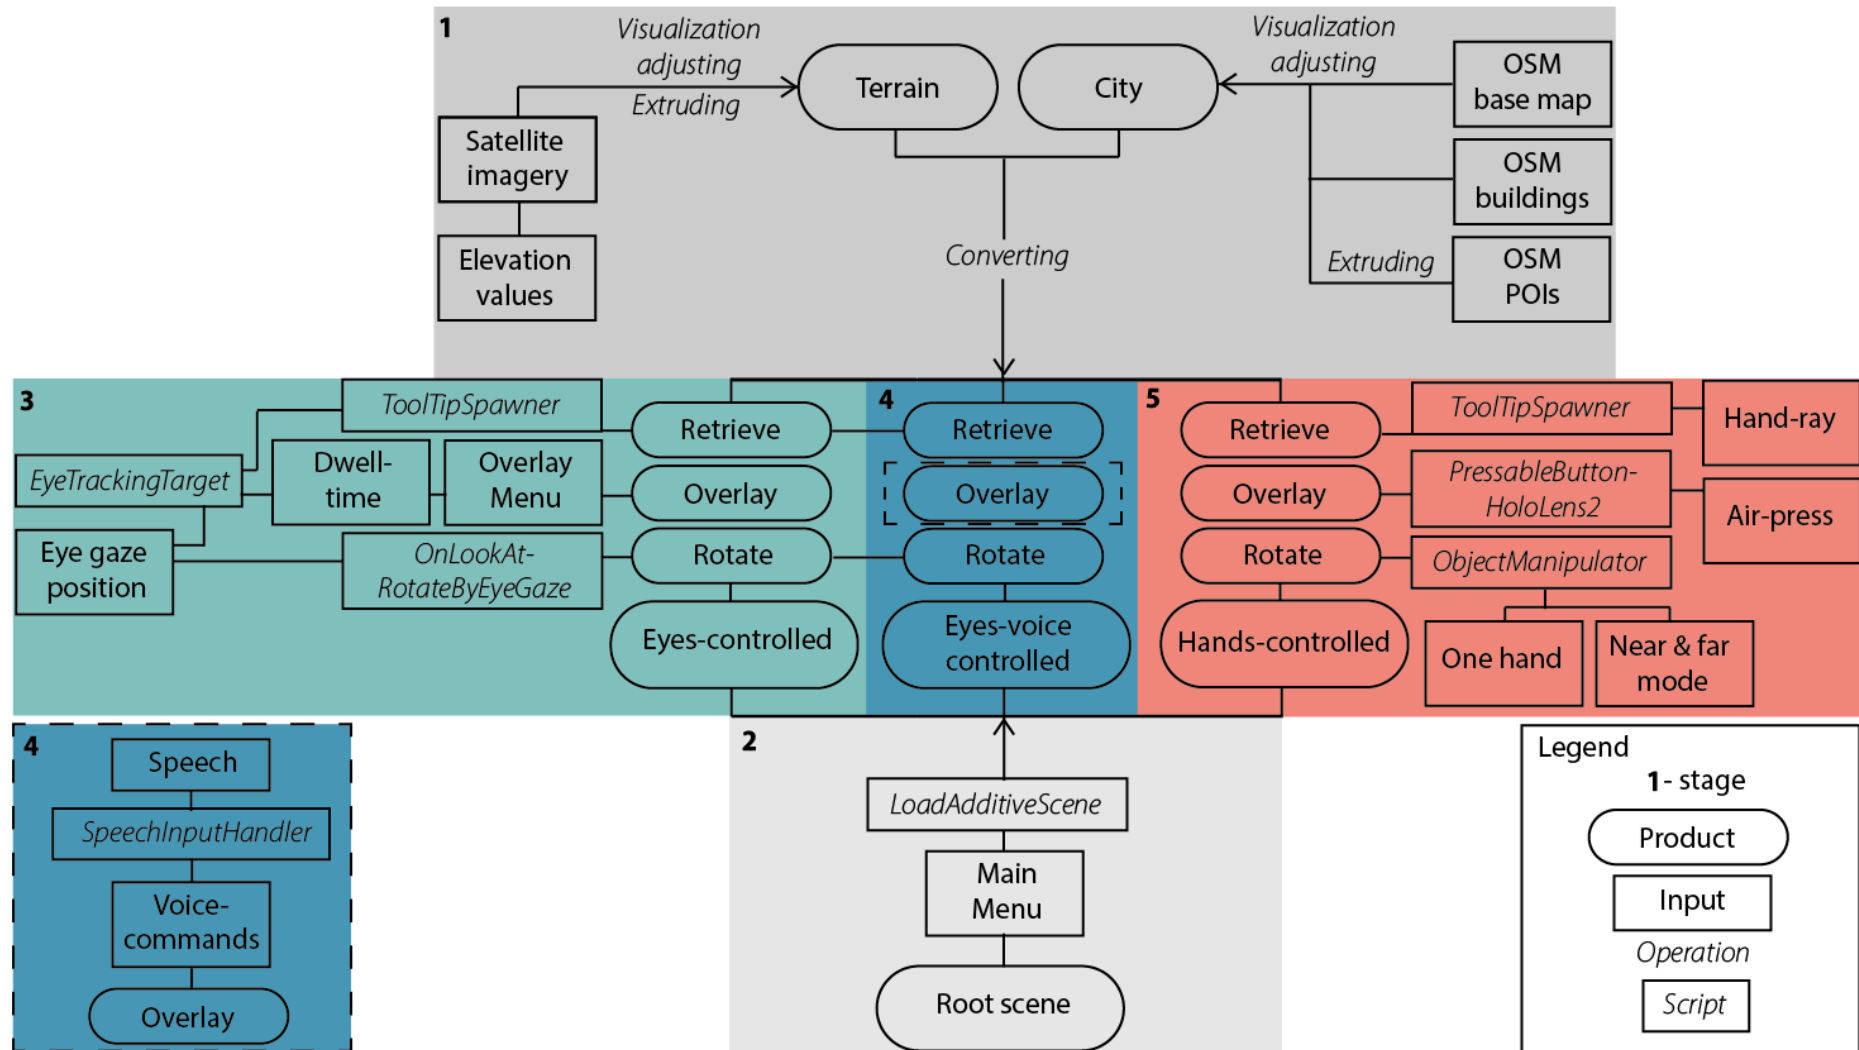 1
Visualization
adjusting
Extruding
Terrain
City
Visualization
adjusting
OSM
base map
Satellite
imagery
OSM
buildings
Elevation
values
Converting
Extruding
OSM
POIs
3
ToolTipSpawner
EyeTrackingTarget
Dwell-
time
Overlay
Menu
Eye gaze
position
OnLookAt-
RotateByEyeGaze
Retrieve
Overlay
Rotate
Eyes-controlled
4
Retrieve
Overlay
Rotate
Eyes-voice
controlled
5
Retrieve
Overlay
Rotate
Hands-controlled
ToolTipSpawner
Hand-ray
PressableButton-
HoloLens2
Air-press
ObjectManipulator
One hand
Near & far
mode
4
Speech
SpeechInputHandler
Voice-
commands
Overlay
2
LoadAdditiveScene
Main
Menu
Root scene
Legend
1- stage
Product
Input
Operation
Script